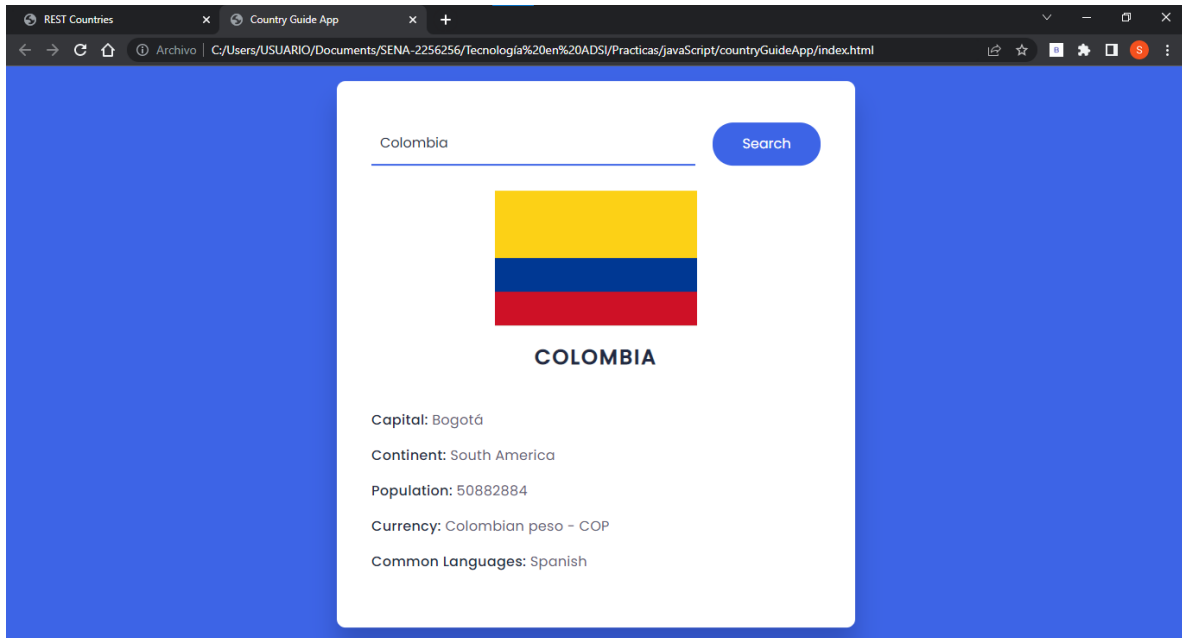 REST Countries
Country Guide App
Archivo C:/Users/USUARIO/Documents/SENA-2256256/Tecnología%20en%20ADSI/Practicas/javaScript/countryGuideApp/index.html
B
S
Colombia
Search
COLOMBIA
Capital: Bogotá
Continent: South America
Population: 50882884
Currency: Colombian peso - COP
Common Languages: Spanish